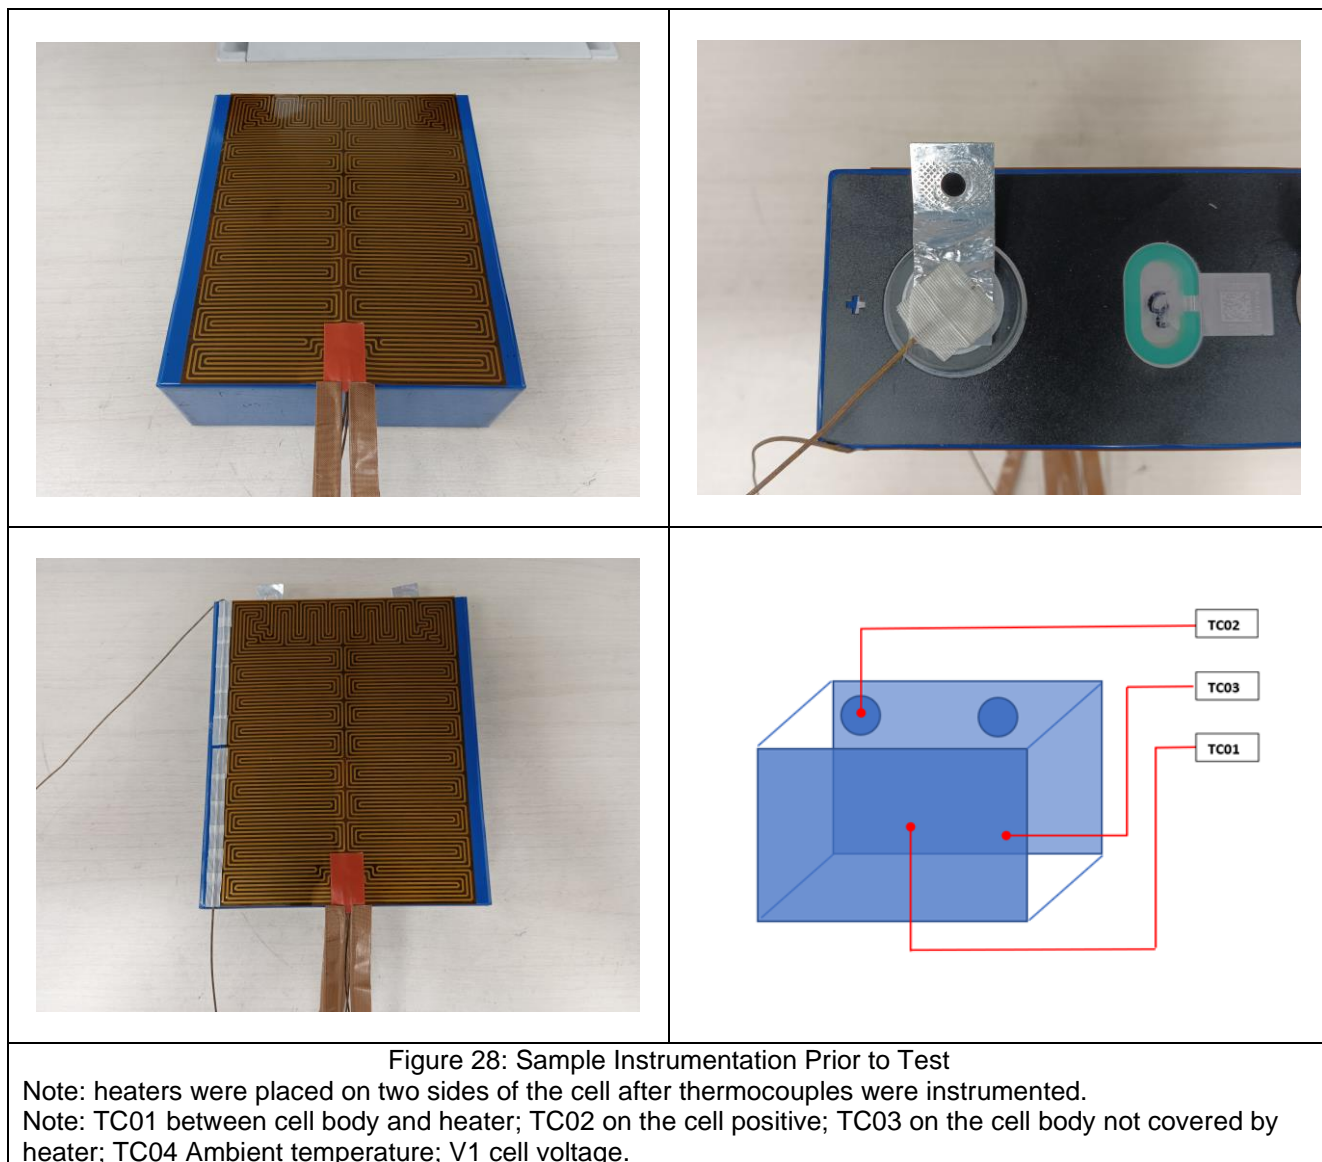 TC02
TC03
TC01
Figure 28: Sample Instrumentation Prior to Test
Note: heaters were placed on two sides of the cell after thermocouples were instrumented.
Note: TC01 between cell body and heater; TC02 on the cell positive; TC03 on the cell body not covered by
heater; TC04 Ambient temperature; V1 cell voltage.